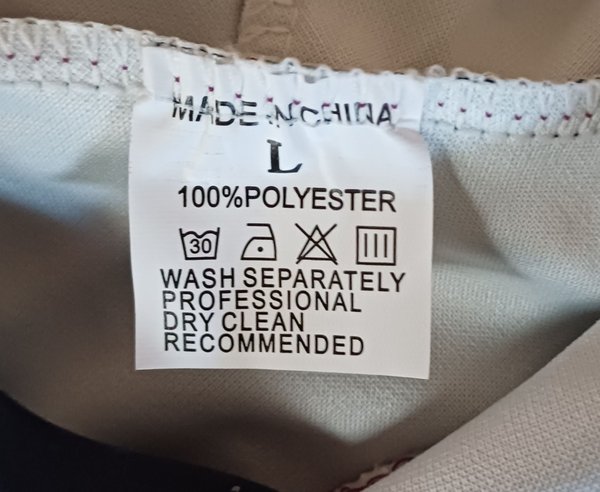 MADE IN CHINA
L
100%POLYESTER
30
WASH SEPARATELY
PROFESSIONAL
DRY CLEAN
RECOMMENDED